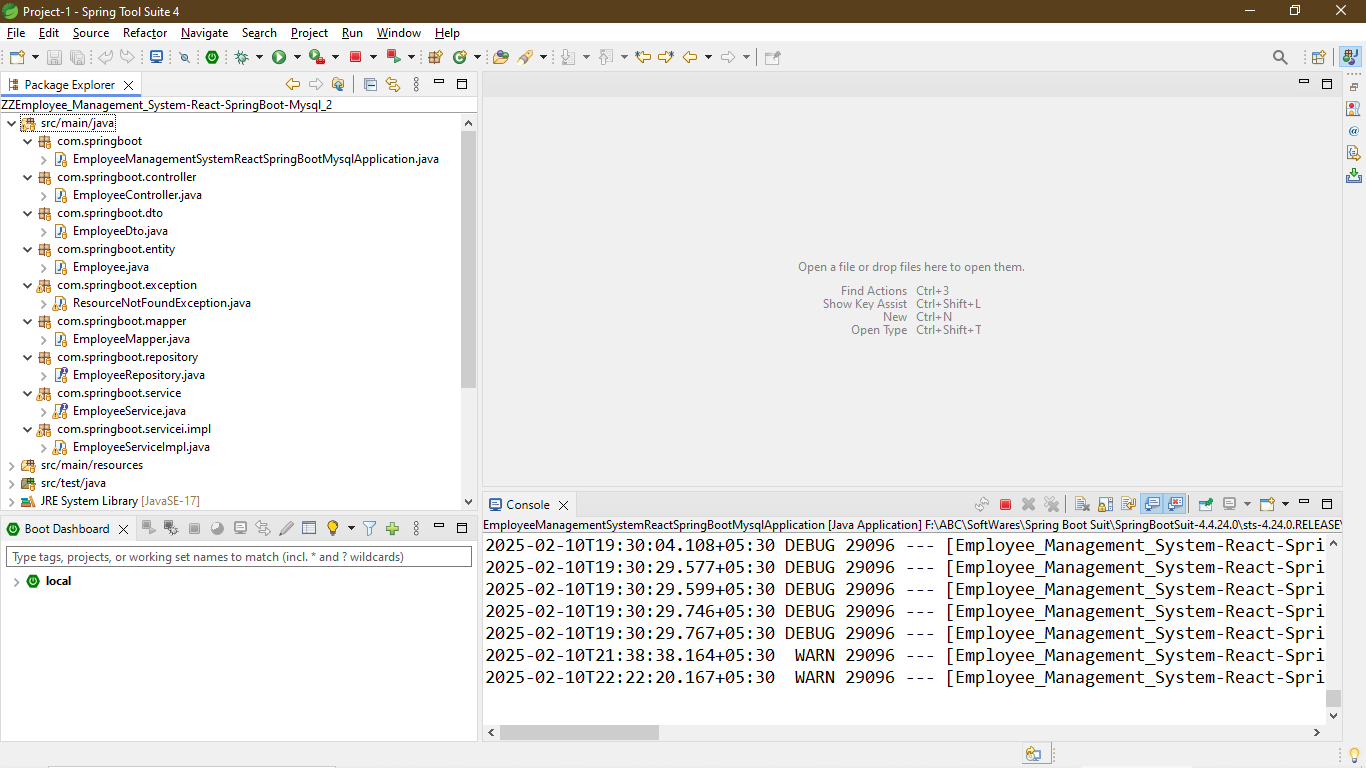 Project-1 - Spring Tool Suite 4
File Edit Source Refactor Navigate Search Project Run Window Help
Package Explorer
ZZEmployee_Management_System-React-SpringBoot-Mysql_2
src/main/java
com.springboot
EmployeeManagementSystemReactSpringBootMysqlApplication.java
com.springboot.controller
EmployeeController.java
com.springboot.dto
EmployeeDto.java
com.springboot.entity
Employee.java
com.springboot.exception
ResourceNotFoundException.java
com.springboot.mapper
EmployeeMapper.java
com.springboot.repository
EmployeeRepository.java
com.springboot.service
EmployeeService.java
com.springboot.servicei.impl
EmployeeServiceImpl.java
src/main/resources
src/test/java
JRE System Library [JavaSE-17]
Boot Dashboard
Type tags, projects, or working set names to match (incl. * and ? wildcards)
local
Open a file or drop files here to open them.
Find Actions Ctrl+3
Show Key Assist Ctrl+Shift+L
New Ctrl+N
Open Type Ctrl+Shift+T
Console
EmployeeManagementSystemReactSpringBootMysqlApplication [Java Application] F:\ABC\SoftWares\Spring Boot Suit\SpringBootSuit-4.4.24.0\sts-4.24.0.RELEASE\
2025-02-10T19:30:04.108+05:30 DEBUG 29096 --- [Employee_Management_System-React-Spri
2025-02-10T19:30:29.577+05:30 DEBUG 29096 --- [Employee_Management_System-React-Spri
2025-02-10T19:30:29.599+05:30 DEBUG 29096 --- [Employee_Management_System-React-Spri
2025-02-10T19:30:29.746+05:30 DEBUG 29096 --- [Employee_Management_System-React-Spri
2025-02-10T19:30:29.767+05:30 DEBUG 29096 --- [Employee_Management_System-React-Spri
2025-02-10T21:38:38.164+05:30 WARN 29096 --- [Employee_Management_System-React-Spri
2025-02-10T22:22:20.167+05:30 WARN 29096 --- [Employee_Management_System-React-Spri